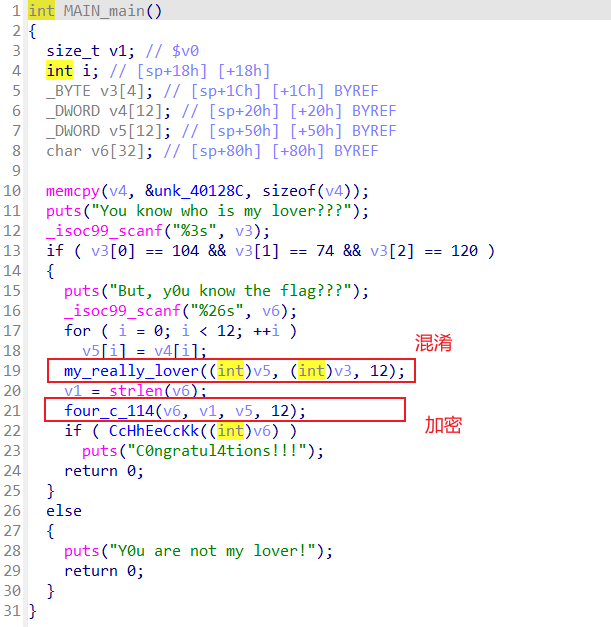 1 int MAIN_main()
2 {
3 size_t v1; // $v0
4 int i; // [sp+18h] [+18h]
5 _BYTE v3[4]; // [sp+1Ch] [+1Ch] BYREF
6 _DWORD v4[12]; // [sp+20h] [+20h] BYREF
7 _DWORD v5[12]; // [sp+50h] [+50h] BYREF
8 char v6[32]; // [sp+80h] [+80h] BYREF
9
10 memcpy(v4, &unk_40128C, sizeof(v4));
11 puts("You know who is my lover???");
12 _isoc99_scanf("%3s", v3);
13 if ( v3[0] == 104 && v3[1] == 74 && v3[2] == 120 )
14 {
15 puts("But, y0u know the flag???");
16 _isoc99_scanf("%26s", v6);
17 for ( i = 0; i < 12; ++i )
18 v5[i] = v4[i];
混淆
19 my_really_lover((int)v5, (int)v3, 12);
20 v1 = strlen(v6);
21 four_c_114(v6, v1, v5, 12);
加密
22 if ( CcHhEeCcKk((int)v6) )
23 puts("C0ngratul4tions!!!");
24 return 0;
25 }
26 else
27 {
28 puts("Y0u are not my lover!");
29 return 0;
30 }
31 }